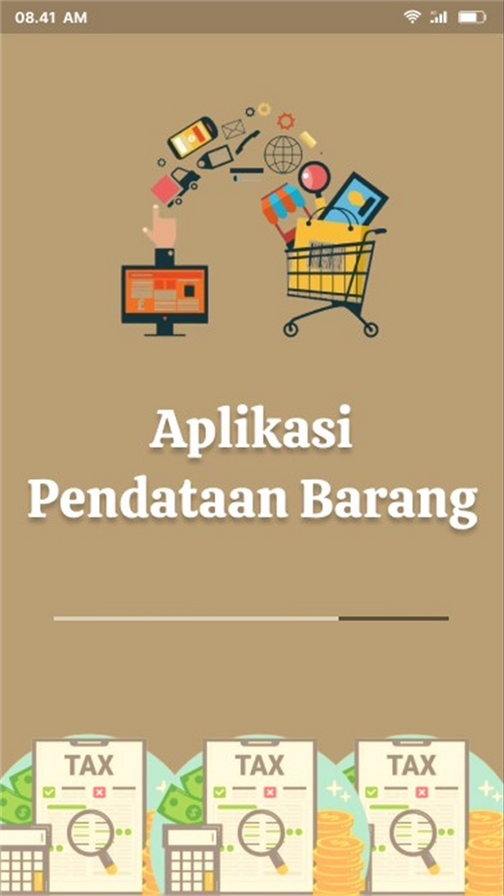 08.41 AM
Aplikasi
Pendataan Barang
TAX
TAX
TAX